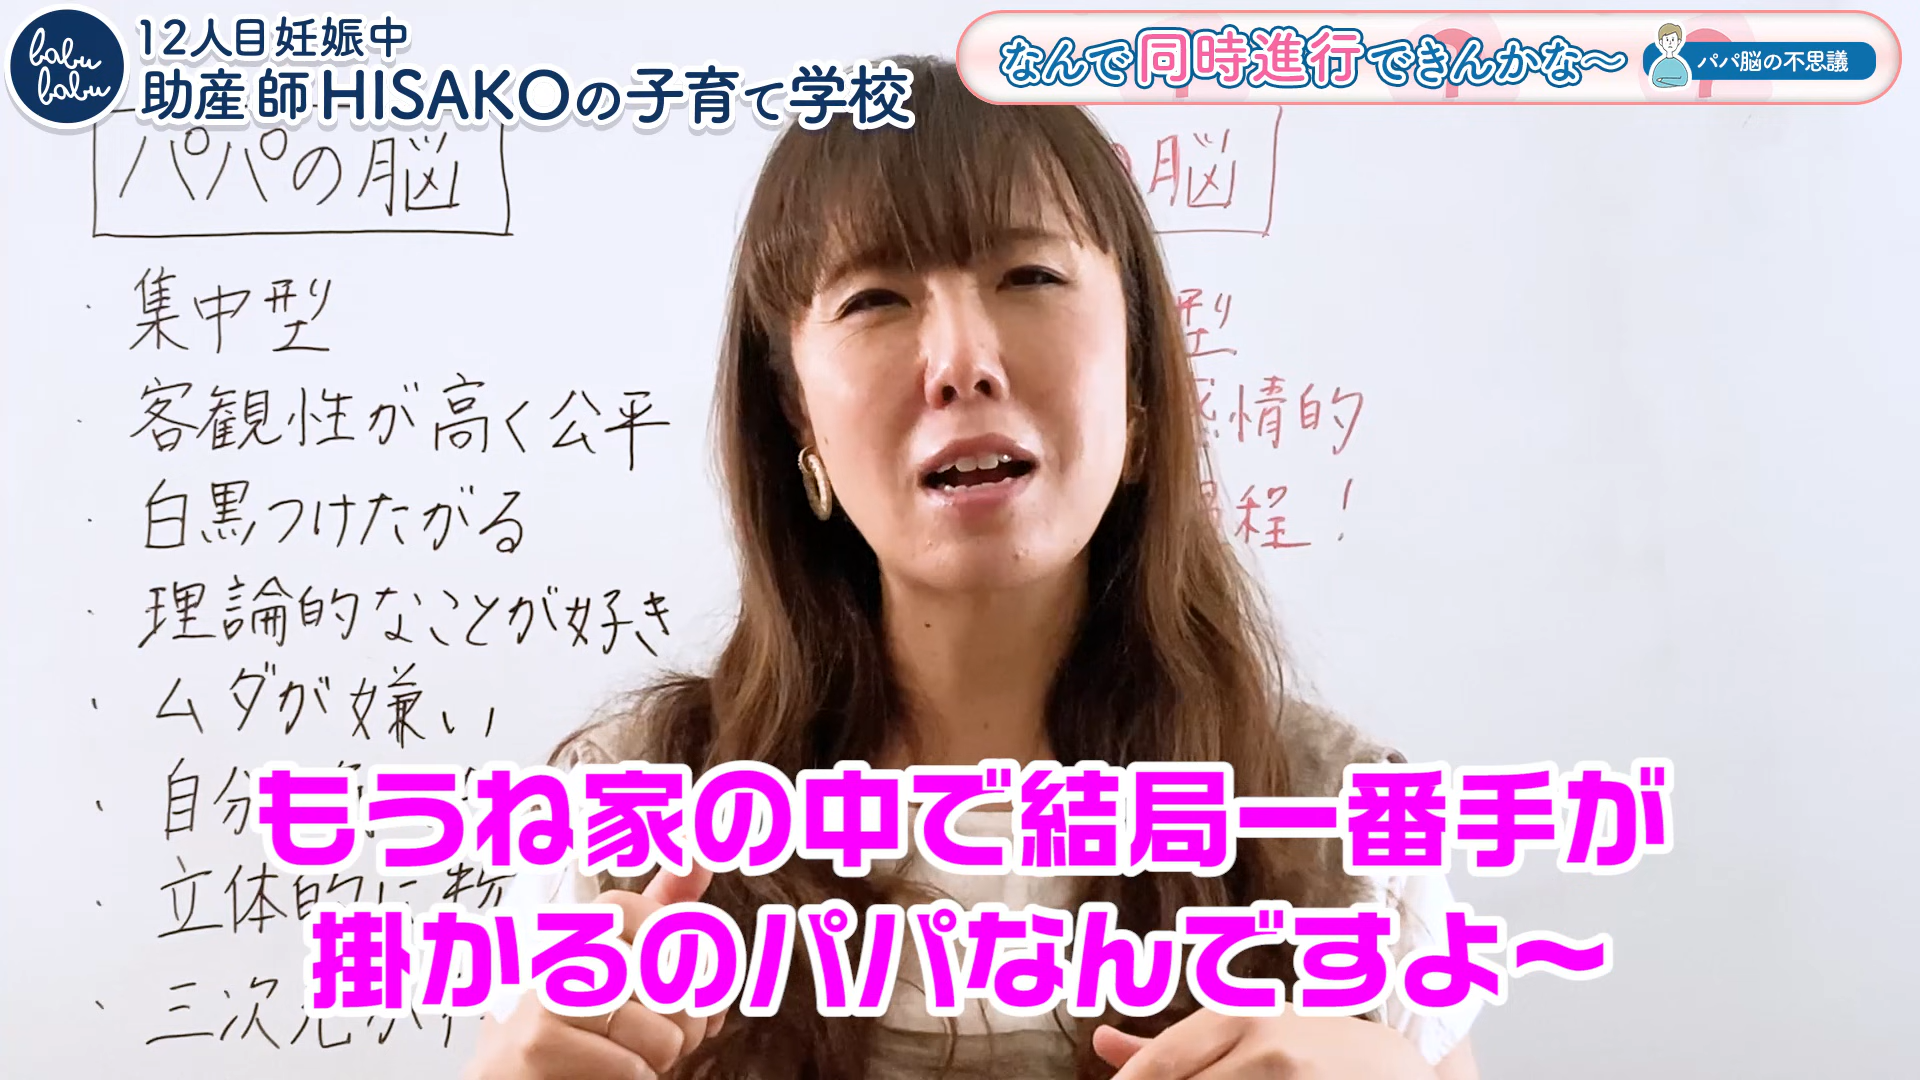 babu
babu
12人目妊娠中
助産師HISAKOの子育て学校
なんで同時進行できんかな〜
パパ脳の不思議
パパの脳
・集中型
・客観性が高く公平
・白黒つけたがる
・理論的なことが好き
・ムダが嫌い
・自分
・立体的に物
・三次元が
脳
型
感情的
過程！
もうね家の中で結局一番手が
掛かるのパパなんですよ〜